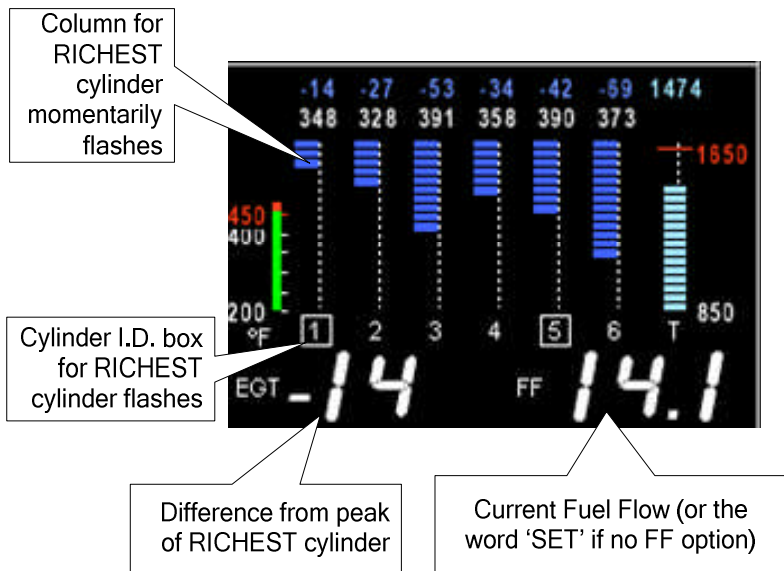 Column for
RICHEST
cylinder
momentarily
flashes
-14 -27 -53 -34 -42 -69 1474
348 328 391 358 390 373
1650
450
400
200
850
°F 1 2 3 4 5 6 T
Cylinder I.D. box
for RICHEST
cylinder flashes
EGT -14 FF 14.1
Difference from peak
of RICHEST cylinder
Current Fuel Flow (or the
word ‘SET’ if no FF option)